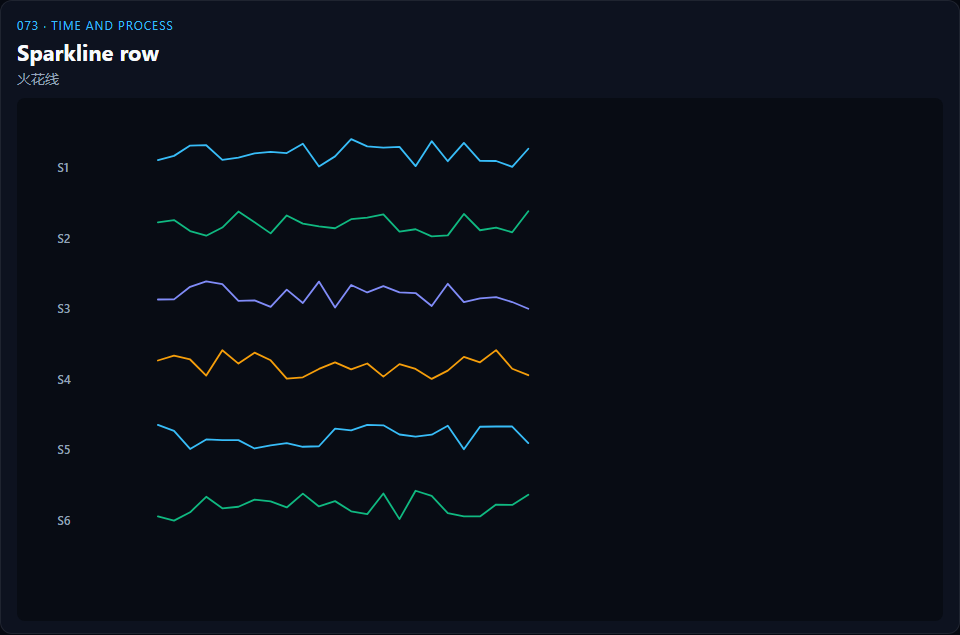 073 · TIME AND PROCESS
Sparkline row
火花线
S1
S2
S3
S4
S5
S6